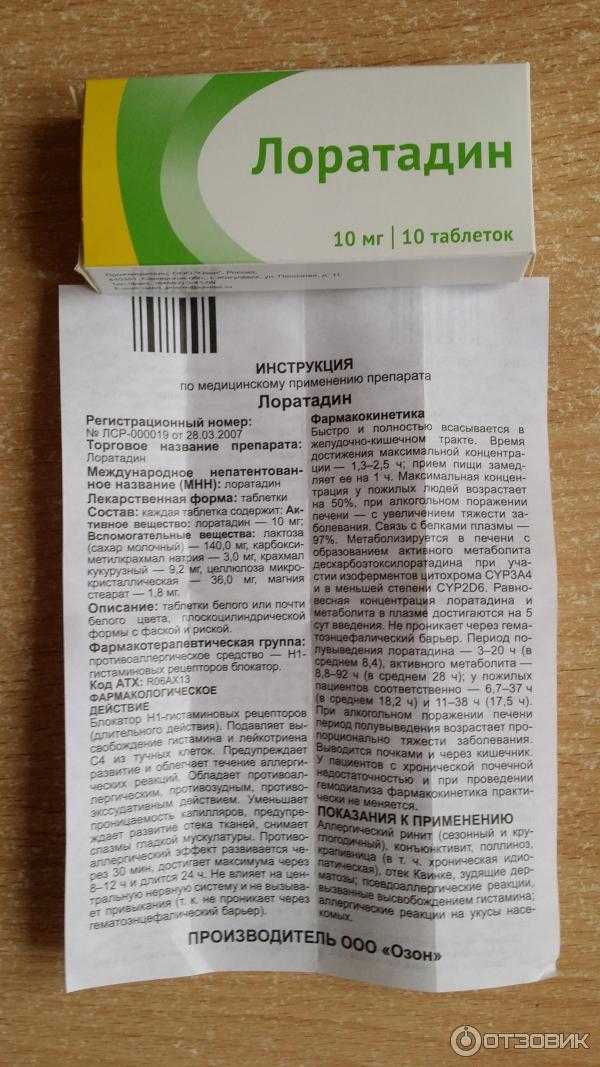 Лоратадин
10 мг | 10 таблеток
Производитель: ООО «Озон», Россия,
ИНСТРУКЦИЯ
по медицинскому применению препарата
Лоратадин
Регистрационный номер:
№ ЛСР-000019 от 28.03.2007
Торговое название препарата:
Лоратадин
Международное непатентован-
ное название (МНН): лоратадин
Лекарственная форма: таблетки
Состав: каждая таблетка содержит: Ак-
тивное вещество: лоратадин — 10 мг;
Вспомогательные вещества: лактоза
(сахар молочный) — 140,0 мг, карбокси-
метилкрахмал натрия — 3,0 мг, крахмал
кукурузный — 9,2 мг, целлюлоза микро-
кристаллическая — 36,0 мг, магния
стеарат — 1,8 мг.
Описание: таблетки белого или почти
белого цвета, плоскоцилиндрической
формы с фаской и риской.
Фармакотерапевтическая группа:
противоаллергическое средство — H1-
гистаминовых рецепторов блокатор.
Код АТХ: R06AX13
ФАРМАКОЛОГИЧЕСКОЕ
ДЕЙСТВИЕ
Блокатор H1-гистаминовых рецепторов
(длительного действия). Подавляет вы-
свобождение гистамина и лейкотриена
C4 из тучных клеток. Предупреждает
развитие и облегчает течение аллерги-
ческих реакций. Обладает противоал-
лергическим, противозудным, противо-
экссудативным действием. Уменьшает
проницаемость капилляров, предупре-
ждает развитие отека тканей, снимает
спазмы гладкой мускулатуры. Противо-
аллергический эффект развивается че-
рез 30 мин, достигает максимума через
8–12 ч и длится 24 ч. Не влияет на цен-
тральную нервную систему и не вызыва-
ет привыкания (т. к. не проникает через
гематоэнцефалический барьер).
Фармакокинетика
Быстро и полностью всасывается в
желудочно-кишечном тракте. Время
достижения максимальной концентра-
ции — 1,3–2,5 ч; прием пищи замед-
ляет ее на 1 ч. Максимальная концен-
трация у пожилых людей возрастает
на 50%, при алкогольном поражении
печени — с увеличением тяжести за-
болевания. Связь с белками плазмы —
97%. Метаболизируется в печени с
образованием активного метаболита
дескарбоэтоксилоратадина при уча-
стии изоферментов цитохрома CYP3A4
и в меньшей степени CYP2D6. Равно-
весная концентрация лоратадина и
метаболита в плазме достигаются на 5
сут введения. Не проникает через гема-
тоэнцефалический барьер. Период по-
лувыведения лоратадина — 3–20 ч (в
среднем 8,4), активного метаболита —
8,8–92 ч (в среднем 28 ч); у пожилых
пациентов соответственно — 6,7–37 ч
(в среднем 18,2 ч) и 11–38 ч (17,5 ч).
При алкогольном поражении печени
период полувыведения возрастает про-
порционально тяжести заболевания.
Выводится почками и через кишечник.
У пациентов с хронической почечной
недостаточностью и при проведении
гемодиализа фармакокинетика практи-
чески не меняется.
ПОКАЗАНИЯ К ПРИМЕНЕНИЮ
Аллергический ринит (сезонный и кру-
глогодичный), конъюнктивит, поллиноз,
крапивница (в т. ч. хроническая идио-
патическая), отек Квинке, зудящие дер-
матозы; псевдоаллергические реакции,
вызванные высвобождением гистамина;
аллергические реакции на укусы насе-
комых.
ПРОИЗВОДИТЕЛЬ ООО «Озон»
ОТЗОВИК